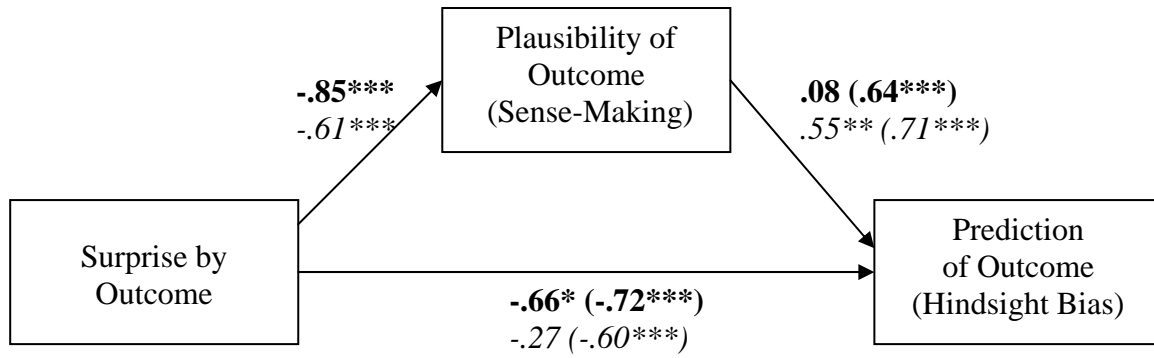 Plausibility of
Outcome
(Sense-Making)
-.85***
-.61***
.08 (.64***)
.55** (.71***)
Surprise by
Outcome
Prediction
of Outcome
(Hindsight Bias)
-.66* (-.72***)
-.27 (-.60***)